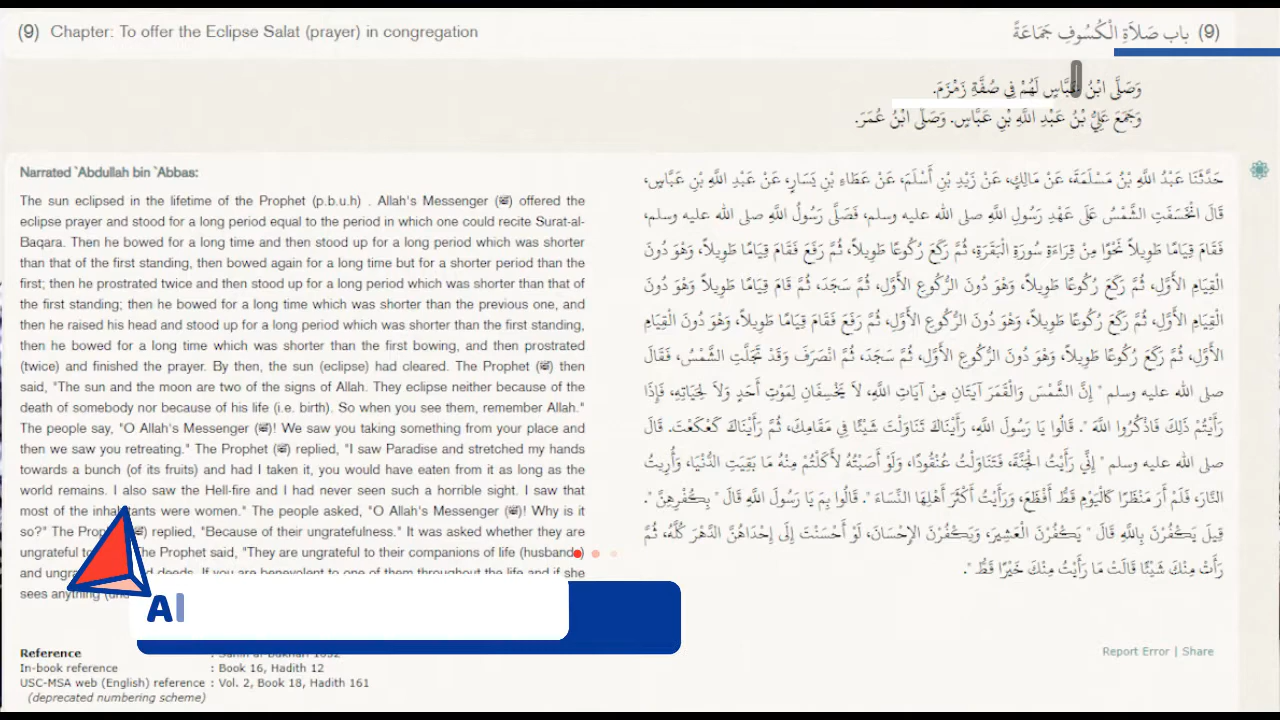 (9) Chapter: To offer the Eclipse Salat (prayer) in congregation
(9) باب صَلاَةِ الْكُسُوفِ جَمَاعَةً
وَصَلَّى ابْنُ عَبَّاسٍ لَهُمْ فِي صُفَّةِ زَمْزَمَ.
وَجَمَعَ عَلِيُّ بْنُ عَبْدِ اللَّهِ بْنِ عَبَّاسٍ. وَصَلَّى ابْنُ عُمَرَ.
Narrated `Abdullah bin `Abbas:
The sun eclipsed in the lifetime of the Prophet (p.b.u.h) . Allah's Messenger (ﷺ) offered the
eclipse prayer and stood for a long period equal to the period in which one could recite Surat-al-
Baqara. Then he bowed for a long time and then stood up for a long period which was shorter
than that of the first standing, then bowed again for a long time but for a shorter period than the
first; then he prostrated twice and then stood up for a long period which was shorter than that of
the first standing; then he bowed for a long time which was shorter than the previous one, and
then he raised his head and stood up for a long period which was shorter than the first standing,
then he bowed for a long time which was shorter than the first bowing, and then prostrated
(twice) and finished the prayer. By then, the sun (eclipse) had cleared. The Prophet (ﷺ) then
said, "The sun and the moon are two of the signs of Allah. They eclipse neither because of the
death of somebody nor because of his life (i.e. birth). So when you see them, remember Allah."
The people say, "O Allah's Messenger (ﷺ)! We saw you taking something from your place and
then we saw you retreating." The Prophet (ﷺ) replied, "I saw Paradise and stretched my hands
towards a bunch (of its fruits) and had I taken it, you would have eaten from it as long as the
world remains. I also saw the Hell-fire and I had never seen such a horrible sight. I saw that
most of the inhabitants were women." The people asked, "O Allah's Messenger (ﷺ)! Why is it
so?" The Prophet (ﷺ) replied, "Because of their ungratefulness." It was asked whether they are
ungrateful to The Prophet said, "They are ungrateful to their companions of life (husbands)
and ungrateful to good deeds. If you are benevolent to one of them throughout the life and if she
sees anything
حَدَّثَنَا عَبْدُ اللَّهِ بْنُ مَسْلَمَةَ، عَنْ مَالِكٍ، عَنْ زَيْدِ بْنِ أَسْلَمَ، عَنْ عَطَاءِ بْنِ يَسَارٍ، عَنْ عَبْدِ اللَّهِ بْنِ عَبَّاسٍ،
قَالَ انْخَسَفَتِ الشَّمْسُ عَلَى عَهْدِ رَسُولِ اللَّهِ صلى الله عليه وسلم، فَصَلَّى رَسُولُ اللَّهِ صلى الله عليه وسلم،
فَقَامَ قِيَامًا طَوِيلاً نَحْوًا مِنْ قِرَاءَةِ سُورَةِ الْبَقَرَةِ، ثُمَّ رَكَعَ رُكُوعًا طَوِيلاً، ثُمَّ رَفَعَ فَقَامَ قِيَامًا طَوِيلاً، وَهْوَ دُونَ
الْقِيَامِ الأَوَّلِ، ثُمَّ رَكَعَ رُكُوعًا طَوِيلاً، وَهْوَ دُونَ الرُّكُوعِ الأَوَّلِ، ثُمَّ سَجَدَ، ثُمَّ قَامَ قِيَامًا طَوِيلاً وَهْوَ دُونَ
الْقِيَامِ الأَوَّلِ، ثُمَّ رَكَعَ رُكُوعًا طَوِيلاً، وَهْوَ دُونَ الرُّكُوعِ الأَوَّلِ، ثُمَّ رَفَعَ فَقَامَ قِيَامًا طَوِيلاً، وَهْوَ دُونَ الْقِيَامِ
الأَوَّلِ، ثُمَّ رَكَعَ رُكُوعًا طَوِيلاً، وَهْوَ دُونَ الرُّكُوعِ الأَوَّلِ، ثُمَّ سَجَدَ، ثُمَّ انْصَرَفَ وَقَدْ تَجَلَّتِ الشَّمْسُ، فَقَالَ
صلى الله عليه وسلم " إِنَّ الشَّمْسَ وَالْقَمَرَ آيَتَانِ مِنْ آيَاتِ اللَّهِ، لاَ يَخْسِفَانِ لِمَوْتِ أَحَدٍ وَلاَ لِحَيَاتِهِ، فَإِذَا
رَأَيْتُمْ ذَلِكَ فَاذْكُرُوا اللَّهَ ". قَالُوا يَا رَسُولَ اللَّهِ، رَأَيْنَاكَ تَنَاوَلْتَ شَيْئًا فِي مَقَامِكَ، ثُمَّ رَأَيْنَاكَ كَعْكَعْتَ. قَالَ
صلى الله عليه وسلم " إِنِّي رَأَيْتُ الْجَنَّةَ، فَتَنَاوَلْتُ عُنْقُودًا، وَلَوْ أَصَبْتُهُ لأَكَلْتُمْ مِنْهُ مَا بَقِيَتِ الدُّنْيَا، وَأُرِيتُ
النَّارَ، فَلَمْ أَرَ مَنْظَرًا كَالْيَوْمِ قَطُّ أَفْظَعَ، وَرَأَيْتُ أَكْثَرَ أَهْلِهَا النِّسَاءَ ". قَالُوا بِمَ يَا رَسُولَ اللَّهِ قَالَ " بِكُفْرِهِنَّ ".
قِيلَ يَكْفُرْنَ بِاللَّهِ قَالَ " يَكْفُرْنَ الْعَشِيرَ، وَيَكْفُرْنَ الإِحْسَانَ، لَوْ أَحْسَنْتَ إِلَى إِحْدَاهُنَّ الدَّهْرَ كُلَّهُ، ثُمَّ
رَأَتْ مِنْكَ شَيْئًا قَالَتْ مَا رَأَيْتُ مِنْكَ خَيْرًا قَطُّ ".
Al
Reference : Sahih al-Bukhari 1052
In-book reference : Book 16, Hadith 12
USC-MSA web (English) reference : Vol. 2, Book 18, Hadith 161
(deprecated numbering scheme)
Report Error | Share